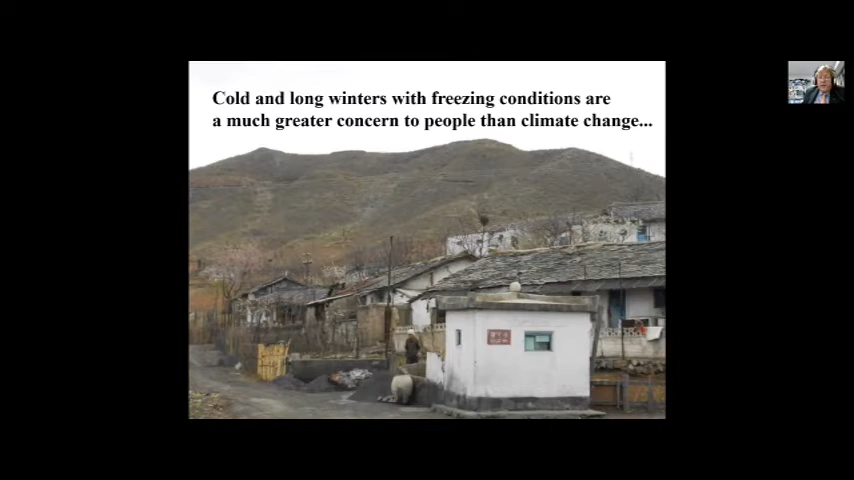 Cold and long winters with freezing conditions are
a much greater concern to people than climate change...